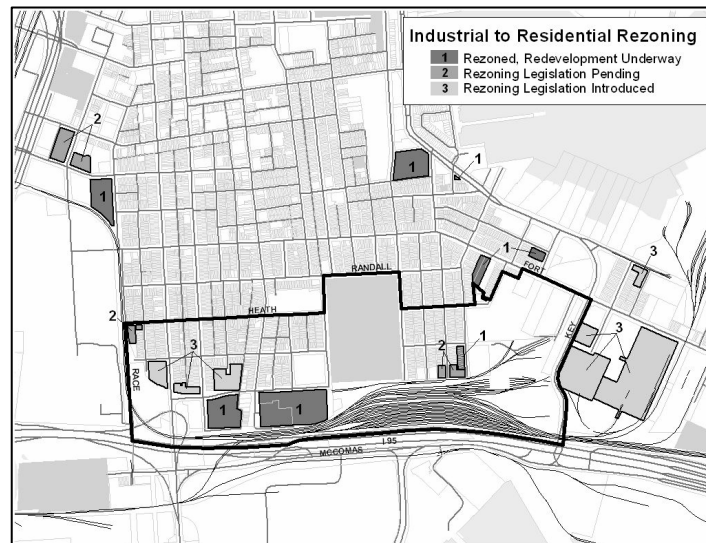 Industrial to Residential Rezoning
1 Rezoned, Redevelopment Underway
2 Rezoning Legislation Pending
3 Rezoning Legislation Introduced
2
1
1
1
3
1
RANDALL
FORT
HEATH
2
3
KEY
3
RACE
2
1
1
1
I 95
MCCOMAS